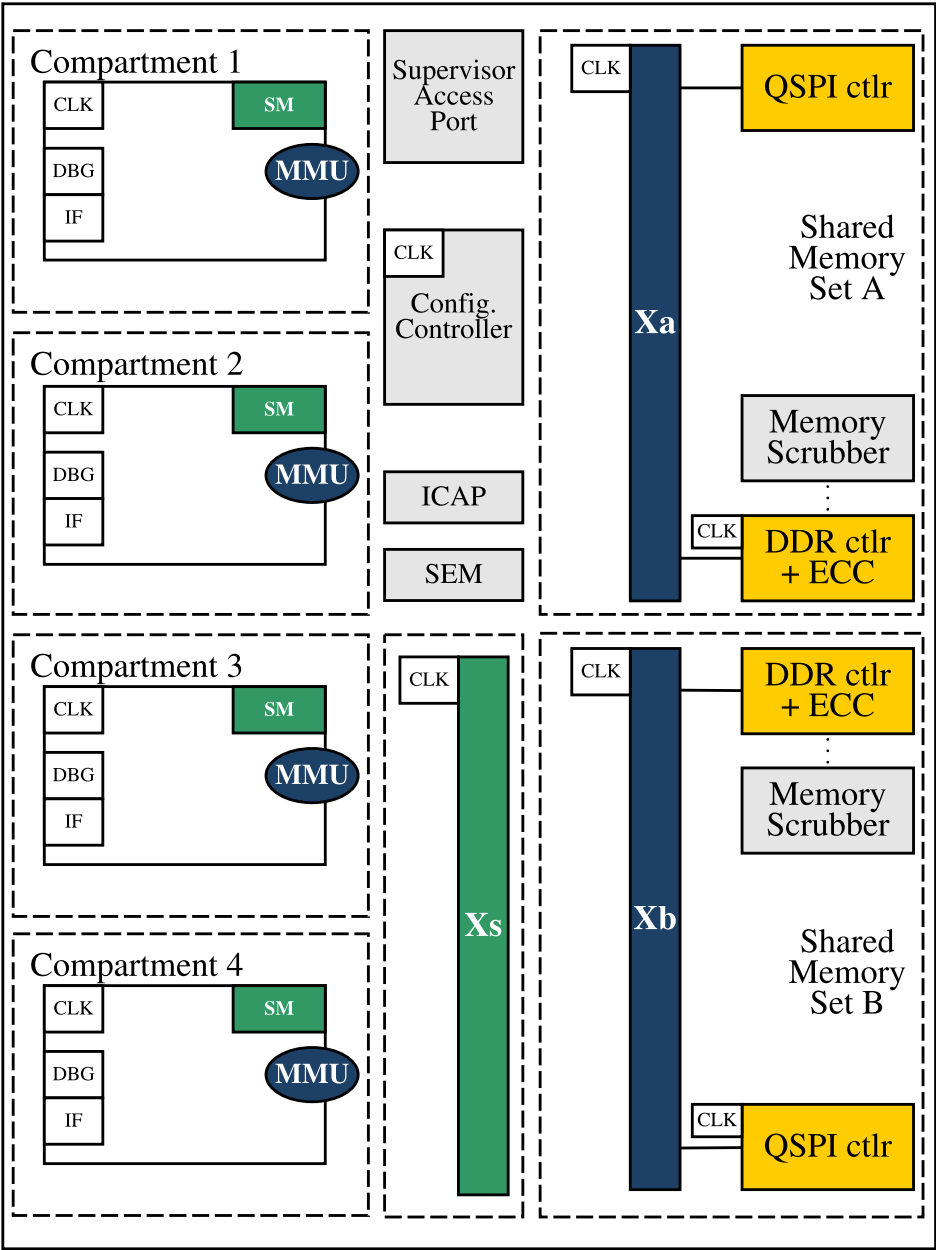 Compartment 1
CLK
SM
DBG
MMU
IF
Compartment 2
CLK
SM
DBG
MMU
IF
Compartment 3
CLK
SM
DBG
MMU
IF
Compartment 4
CLK
SM
DBG
MMU
IF
Supervisor
Access
Port
CLK
Config.
Controller
ICAP
SEM
CLK
Xs
CLK
Xa
QSPI ctlr
Shared
Memory
Set A
Memory
Scrubber
CLK
DDR ctlr
+ ECC
CLK
Xb
DDR ctlr
+ ECC
Memory
Scrubber
Shared
Memory
Set B
CLK
QSPI ctlr